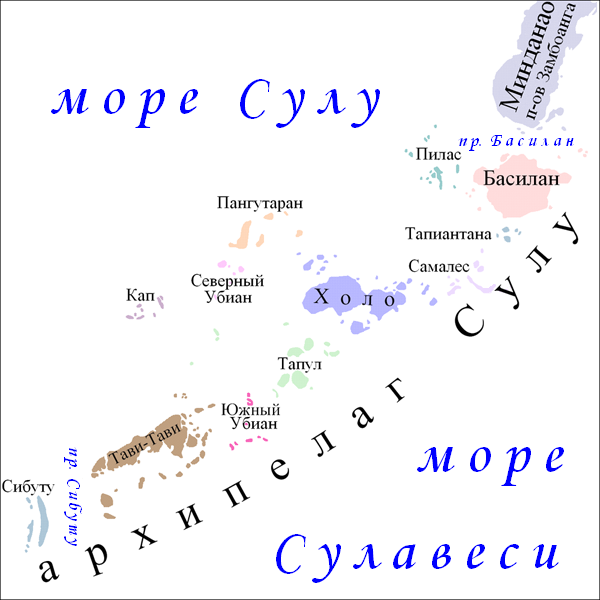 Минданао
п-ов Замбоанга
море Сулу
пр. Басилан
Пилас
Басилан
Пангутаран
Тапиантана
Самалес
Северный
Убиан
Кап
Холо
Тапул
Южный
Убиан
Тави-Тави
Сибуту
пр. Сибуту
архипелаг Сулу
море
Сулавеси